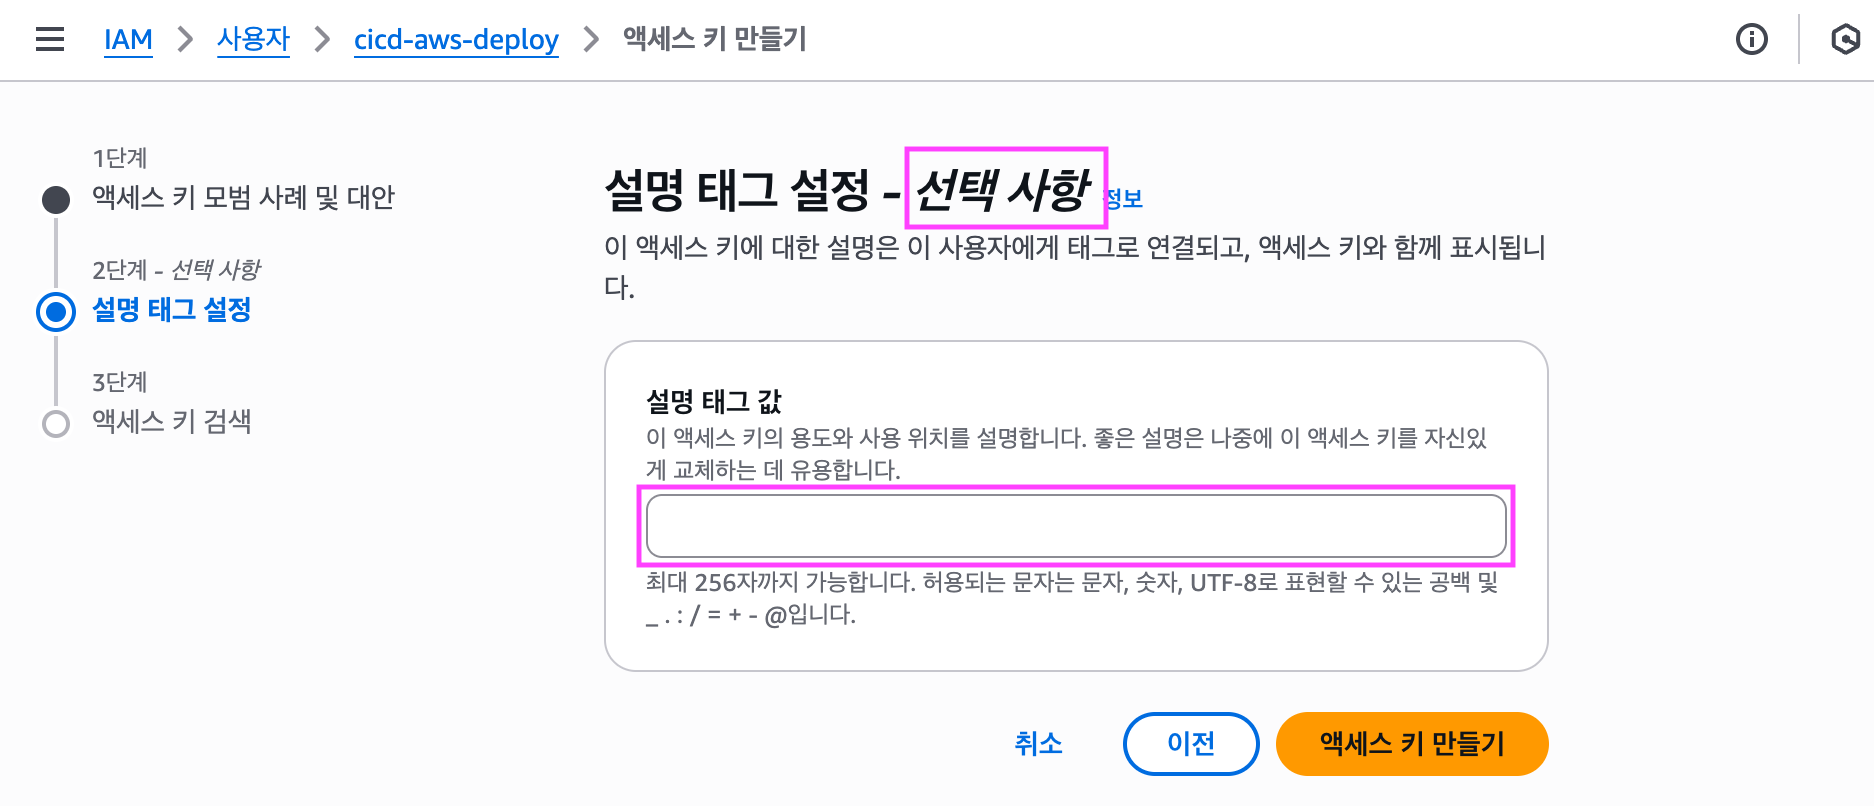 IAM > 사용자 > cicd-aws-deploy > 액세스 키 만들기
1단계
액세스 키 모범 사례 및 대안
2단계 - 선택 사항
설명 태그 설정
3단계
액세스 키 검색
설명 태그 설정 - 선택 사항 정보
이 액세스 키에 대한 설명은 이 사용자에게 태그로 연결되고, 액세스 키와 함께 표시됩니
다.
설명 태그 값
이 액세스 키의 용도와 사용 위치를 설명합니다. 좋은 설명은 나중에 이 액세스 키를 자신있
게 교체하는 데 유용합니다.
최대 256자까지 가능합니다. 허용되는 문자는 문자, 숫자, UTF-8로 표현할 수 있는 공백 및
_ . : / = + - @입니다.
취소 이전 액세스 키 만들기